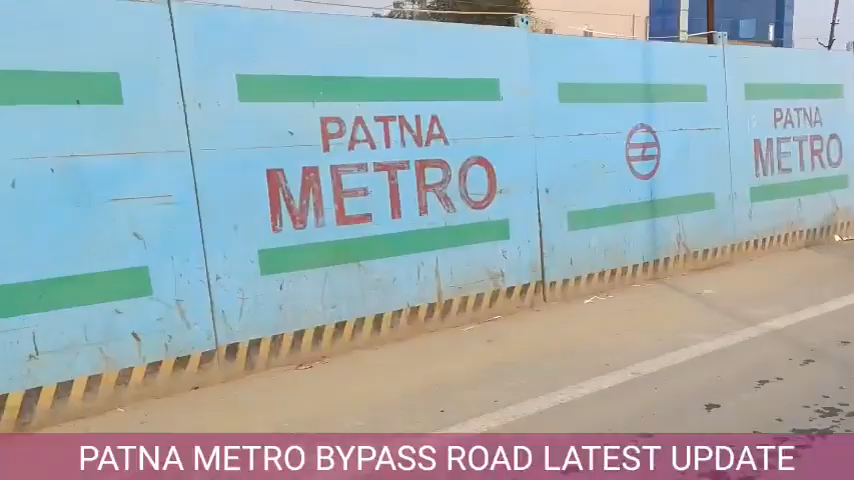 PATNA
METRO
PATNA
METRO
PATNA METRO BYPASS ROAD LATEST UPDATE